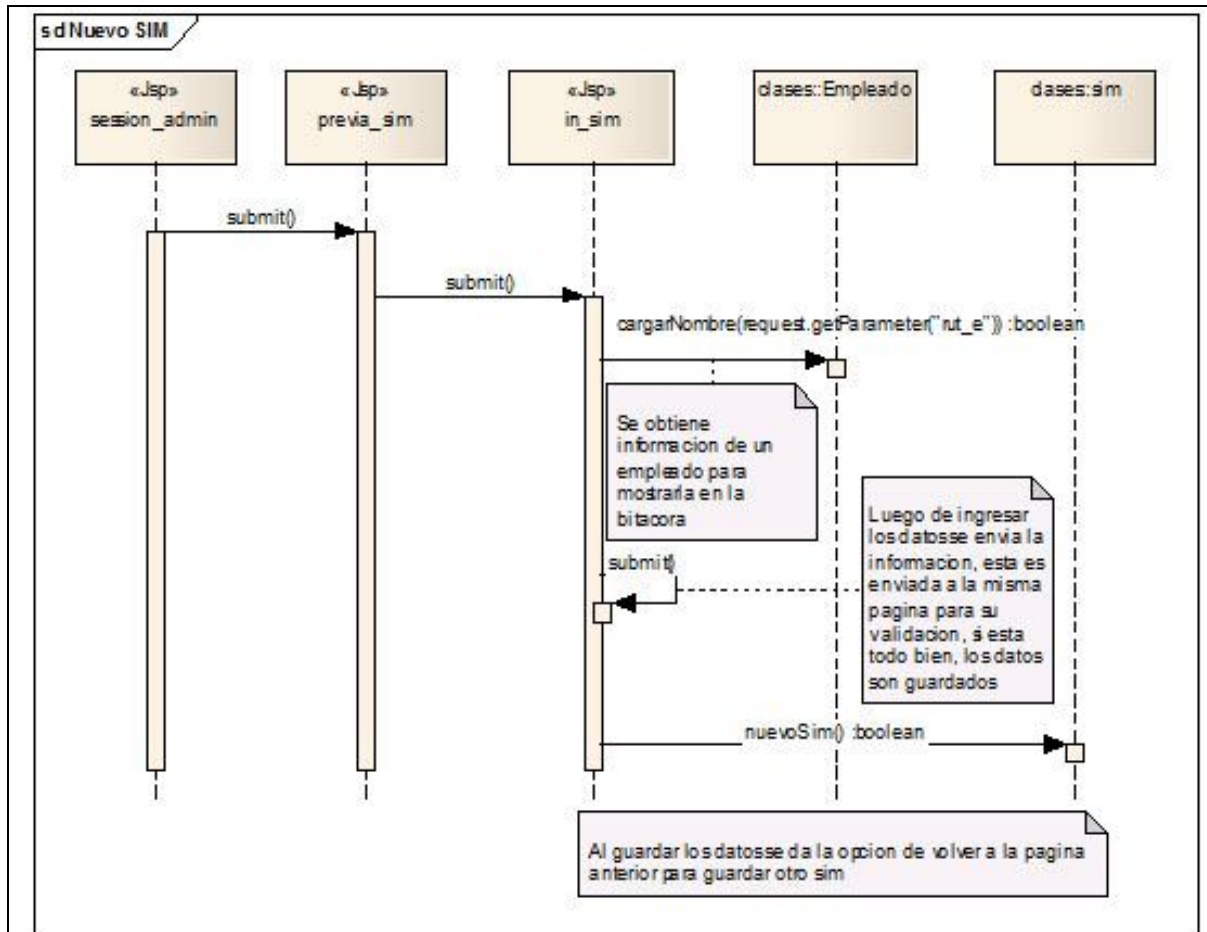 sd Nuevo SIM
«Jsp»
session_admin
«Jsp»
previa_sim
«Jsp»
in_sim
clases::Empleado
clases::sim
submit()
submit()
cargarNombre(request.getParameter("rut_e")) :boolean
Se obtiene
informacion de un
empleado para
mostrarla en la
bitacora
Luego de ingresar
los datosse envia la
informacion, esta es
enviada a la misma
pagina para su
validacion, si esta
todo bien, los datos
son guardados
submit()
nuevoSim() :boolean
Al guardar los datosse da la opcion de volver a la pagina
anterior para guardar otro sim